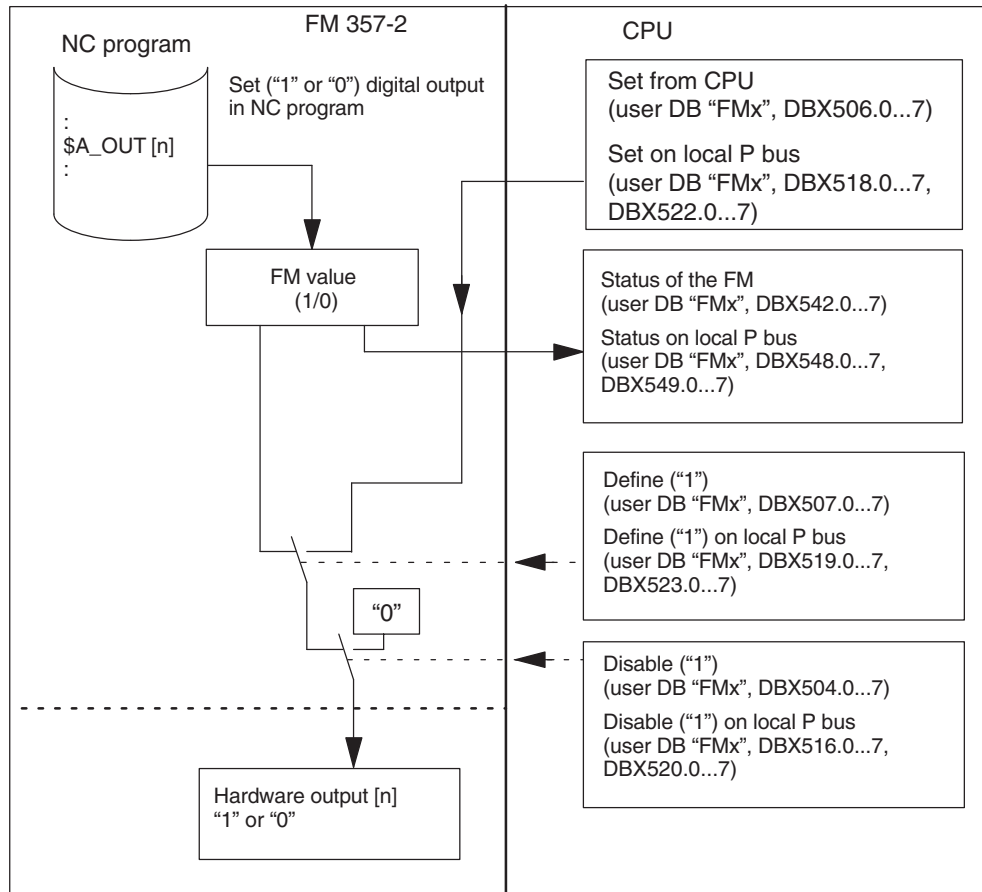 FM 357-2
CPU
NC program
Set (“1” or “0”) digital output
in NC program
:
$A_OUT [n]
:
FM value
(1/0)
Set from CPU
(user DB “FMx”, DBX506.0...7)
Set on local P bus
(user DB “FMx”, DBX518.0...7,
DBX522.0...7)
Status of the FM
(user DB “FMx”, DBX542.0...7)
Status on local P bus
(user DB “FMx”, DBX548.0...7,
DBX549.0...7)
Define (“1”)
(user DB “FMx”, DBX507.0...7)
Define (“1”) on local P bus
(user DB “FMx”, DBX519.0...7,
DBX523.0...7)
“0”
Disable (“1”)
(user DB “FMx”, DBX504.0...7)
Disable (“1”) on local P bus
(user DB “FMx”, DBX516.0...7,
DBX520.0...7)
Hardware output [n]
“1” or “0”